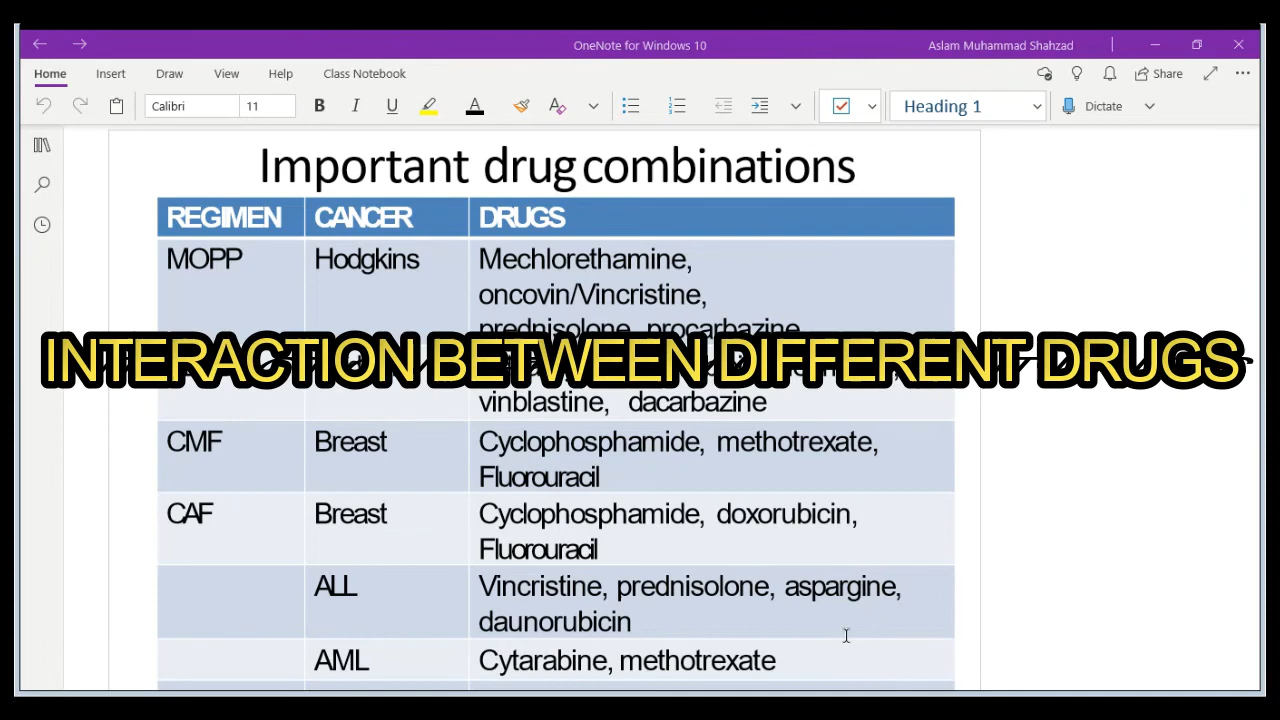 OneNote for Windows 10
Aslam Muhammad Shahzad
Home Insert Draw View Help Class Notebook Share
Calibri 11 B I U A A Heading 1 Dictate
Important drug combinations
REGIMEN CANCER DRUGS
MOPP Hodgkins Mechlorethamine,
oncovin/Vincristine,
prednisolone, procarbazine
INTERACTION BETWEEN DIFFERENT DRUGS
vinblastine, dacarbazine
CMF Breast Cyclophosphamide, methotrexate,
Fluorouracil
CAF Breast Cyclophosphamide, doxorubicin,
Fluorouracil
ALL Vincristine, prednisolone, aspargine,
daunorubicin
AML Cytarabine, methotrexate